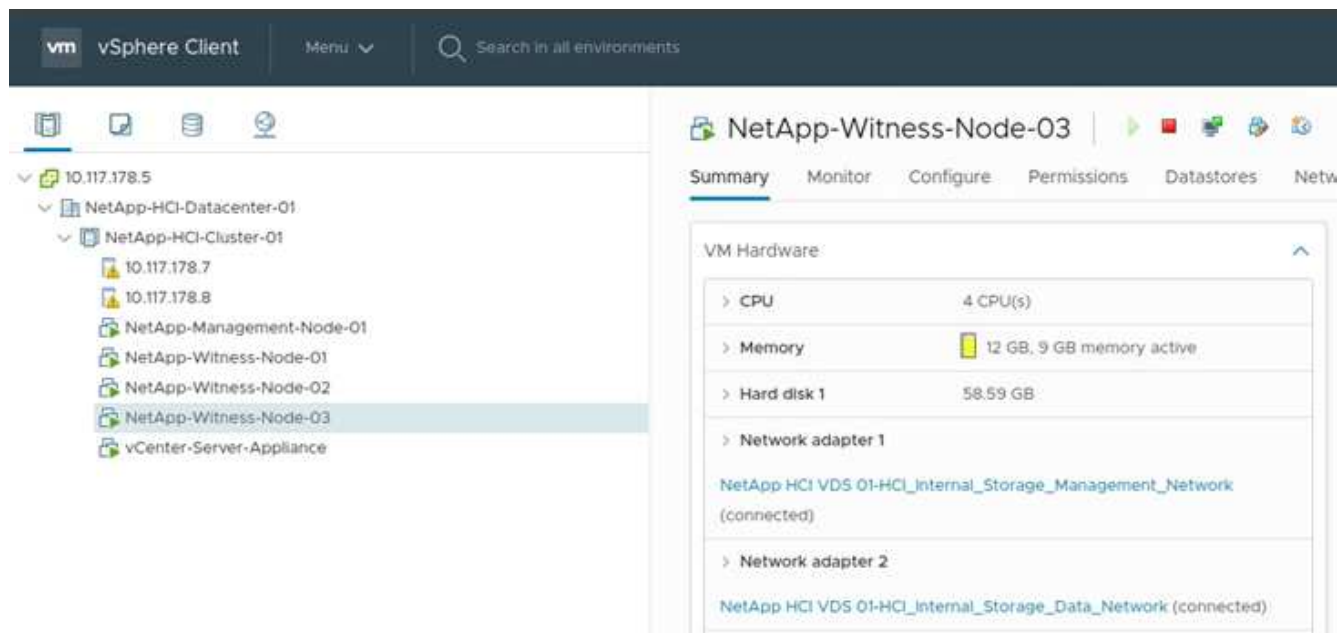 vm vSphere Client Menu Search in all environments
10.117.178.5
NetApp-HCI-Datacenter-01
NetApp-HCI-Cluster-01
10.117.178.7
10.117.178.8
NetApp-Management-Node-01
NetApp-Witness-Node-01
NetApp-Witness-Node-02
NetApp-Witness-Node-03
vCenter-Server-Appliance
NetApp-Witness-Node-03
Summary Monitor Configure Permissions Datastores Netw
VM Hardware
CPU 4 CPU(s)
Memory 12 GB, 9 GB memory active
Hard disk 1 58.59 GB
Network adapter 1
NetApp HCI VDS 01-HCI_Internal_Storage_Management_Network
(connected)
Network adapter 2
NetApp HCI VDS 01-HCI_Internal_Storage_Data_Network (connected)